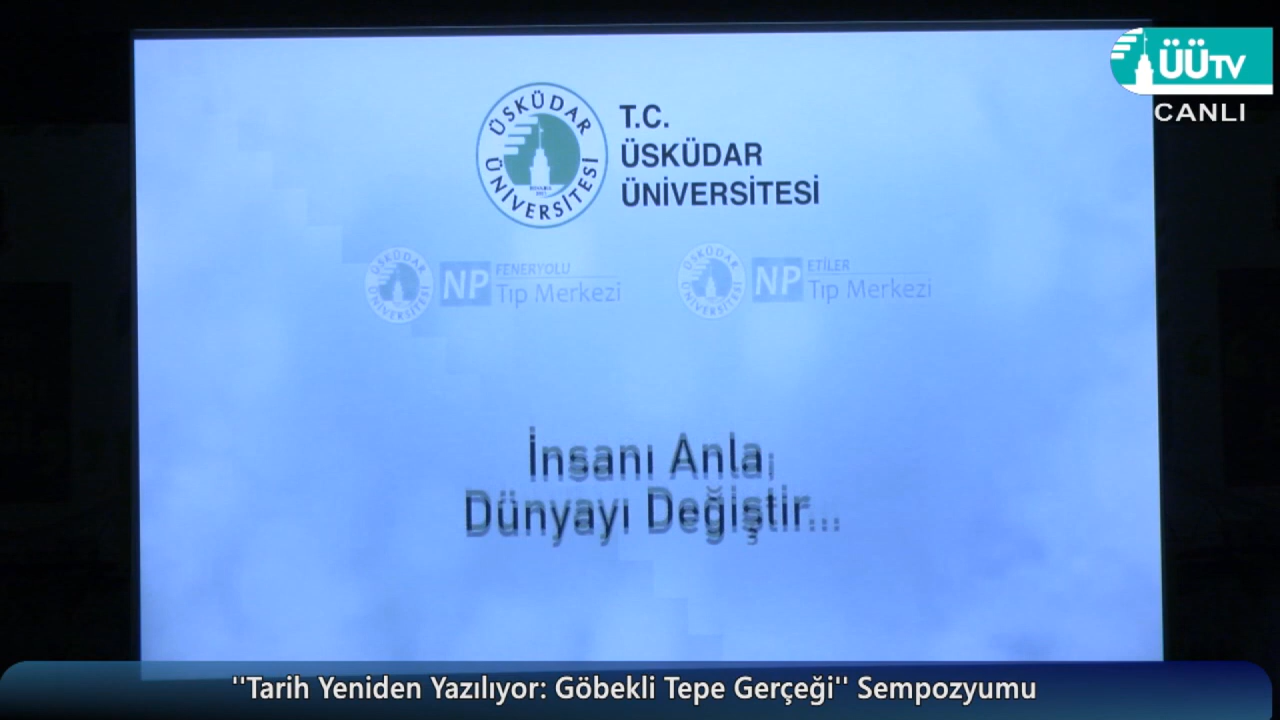 ÜÜTV
CANLI
ÜSKÜDAR ÜNİVERSİTESİ
T.C.
ÜSKÜDAR
ÜNİVERSİTESİ
ÜSKÜDAR ÜNİVERSİTESİ
NP FENERYOLU
Tıp Merkezi
ÜSKÜDAR ÜNİVERSİTESİ
NP ETİLER
Tıp Merkezi
İnsanı Anla,
Dünyayı Değiştir...
''Tarih Yeniden Yazılıyor: Göbekli Tepe Gerçeği'' Sempozyumu